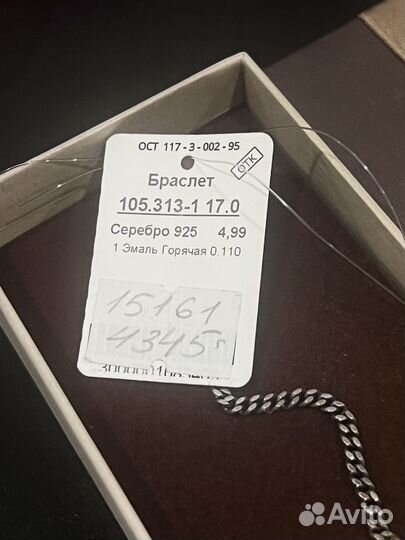 ОСТ 117-3-002-95
ОТК
Браслет
105.313-1 17.0
Серебро 925 4,99
1 Эмаль Горячая 0.110
15161
4345г
Avito